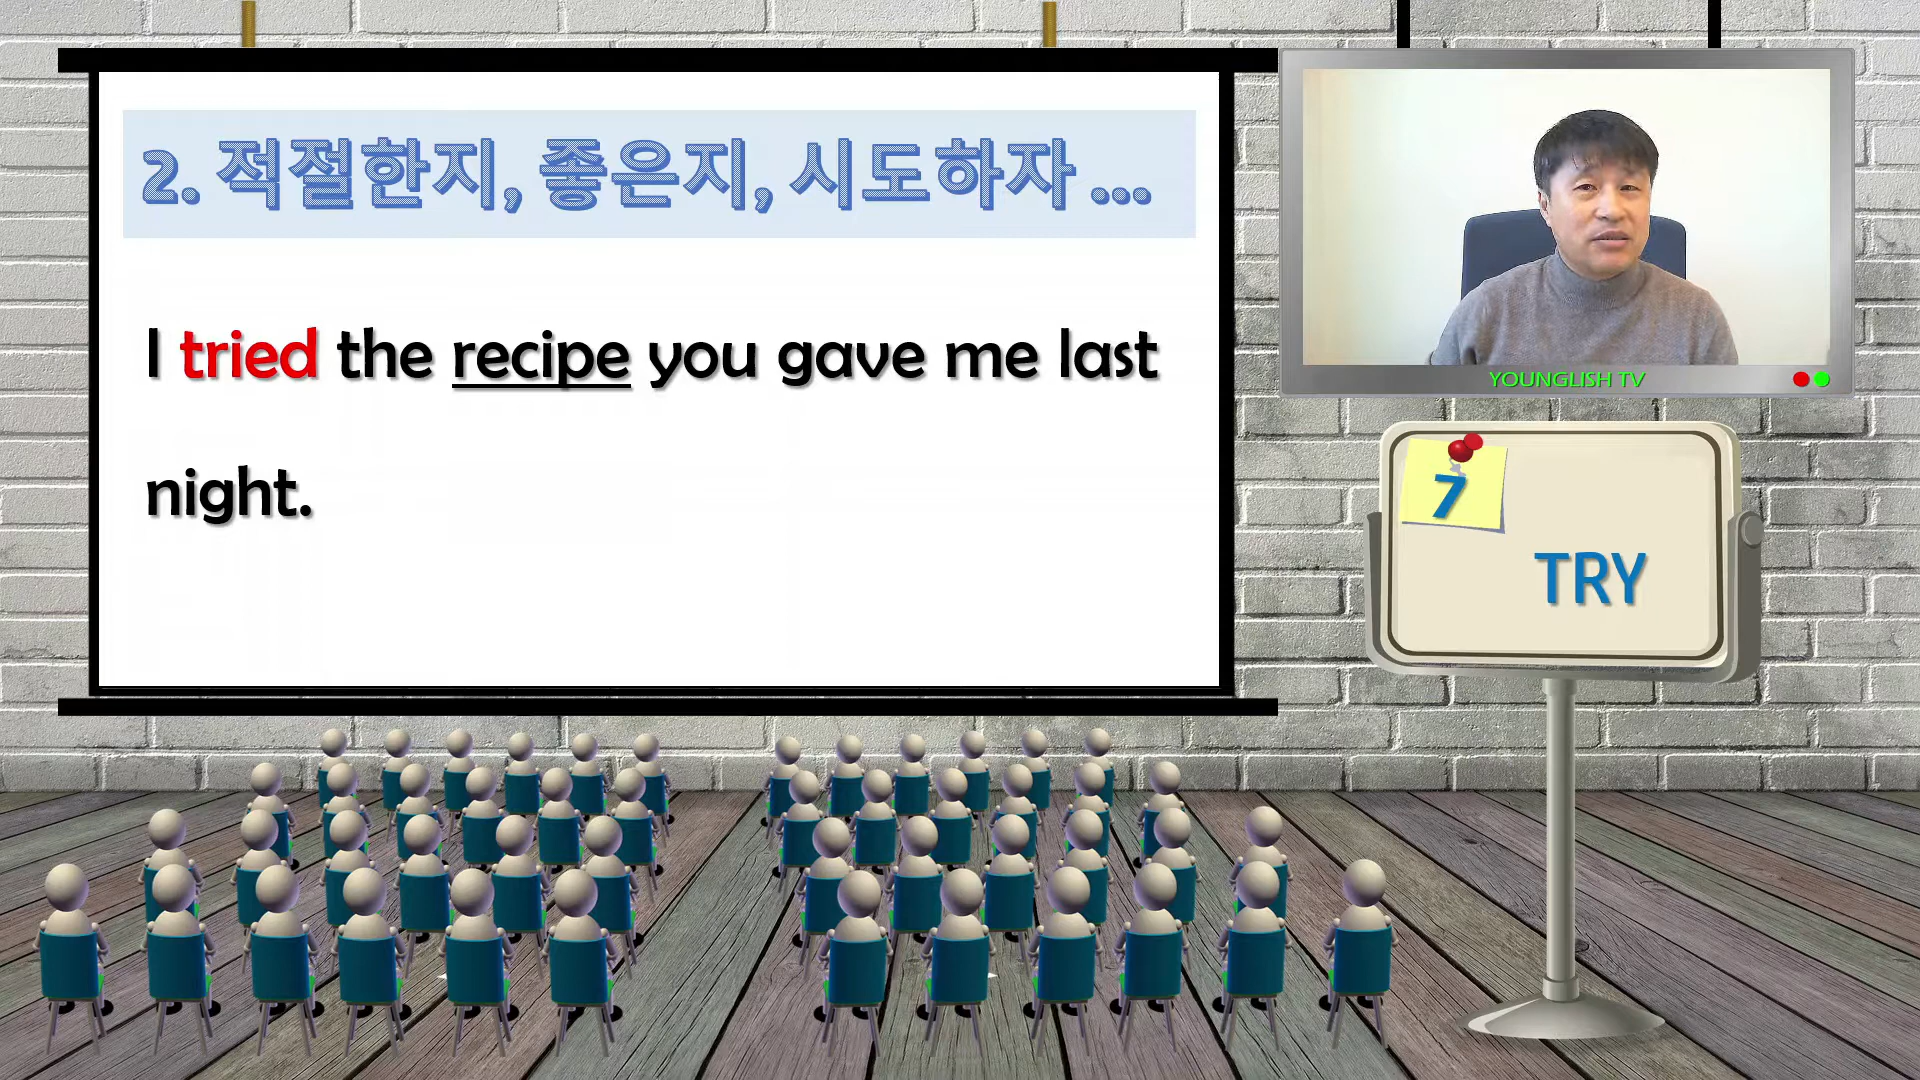 2. 적절한지, 좋은지, 시도하자 ...
I tried the recipe you gave me last
night.
YOUNGLISH TV
7
TRY